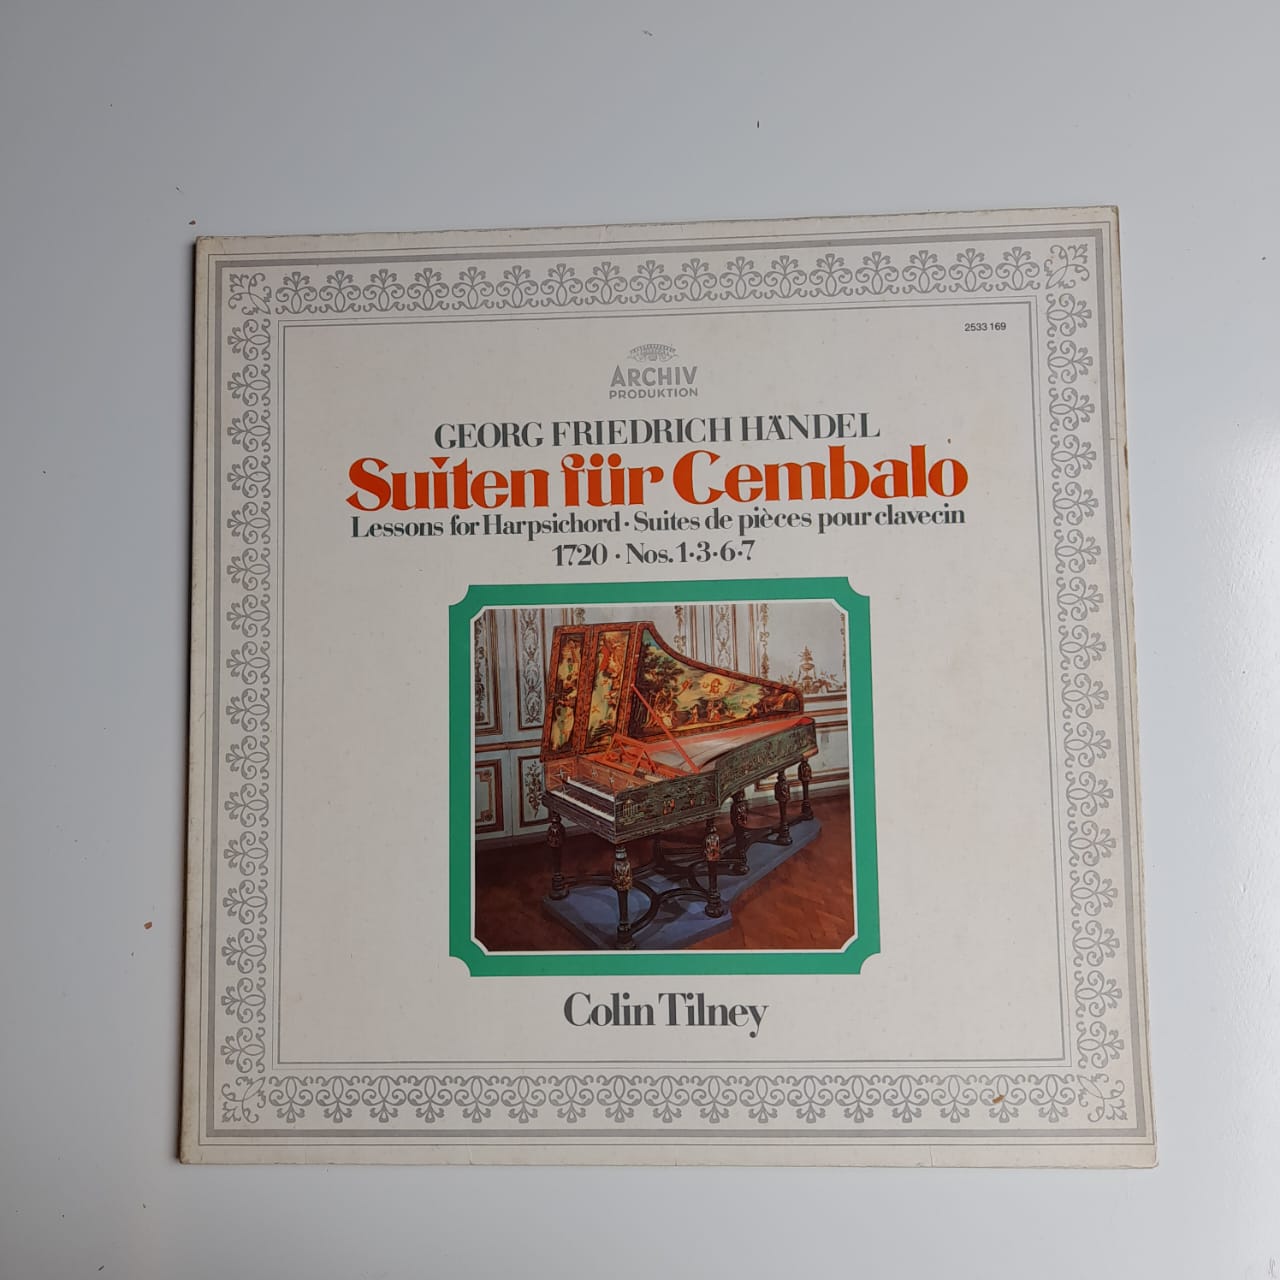 2533 169
ARCHIV
PRODUKTION
GEORG FRIEDRICH HÄNDEL
Suiten für Cembalo
Lessons for Harpsichord · Suites de pièces pour clavecin
1720 · Nos. 1·3·6·7
Colin Tilney